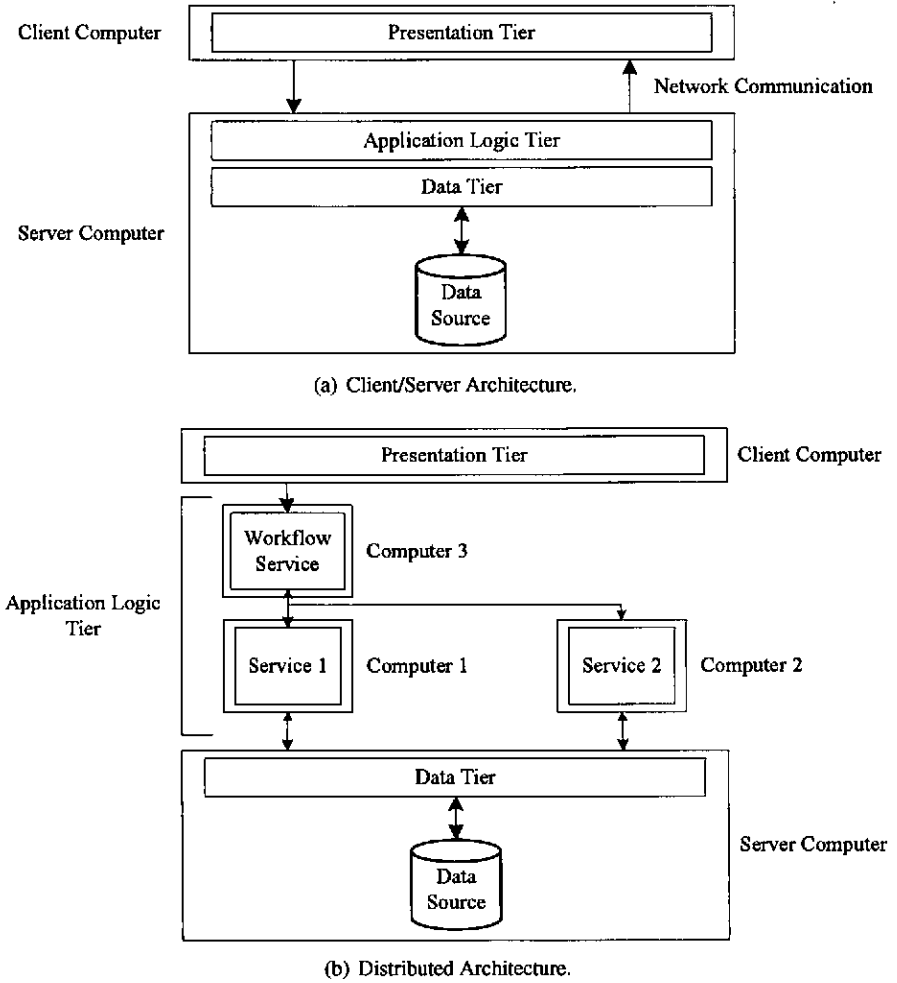 Client Computer
Presentation Tier
Network Communication
Application Logic Tier
Data Tier
Server Computer
Data
Source
(a) Client/Server Architecture.
Presentation Tier
Client Computer
Workflow
Service
Computer 3
Application Logic
Tier
Service 1
Computer 1
Service 2
Computer 2
Data Tier
Server Computer
Data
Source
(b) Distributed Architecture.